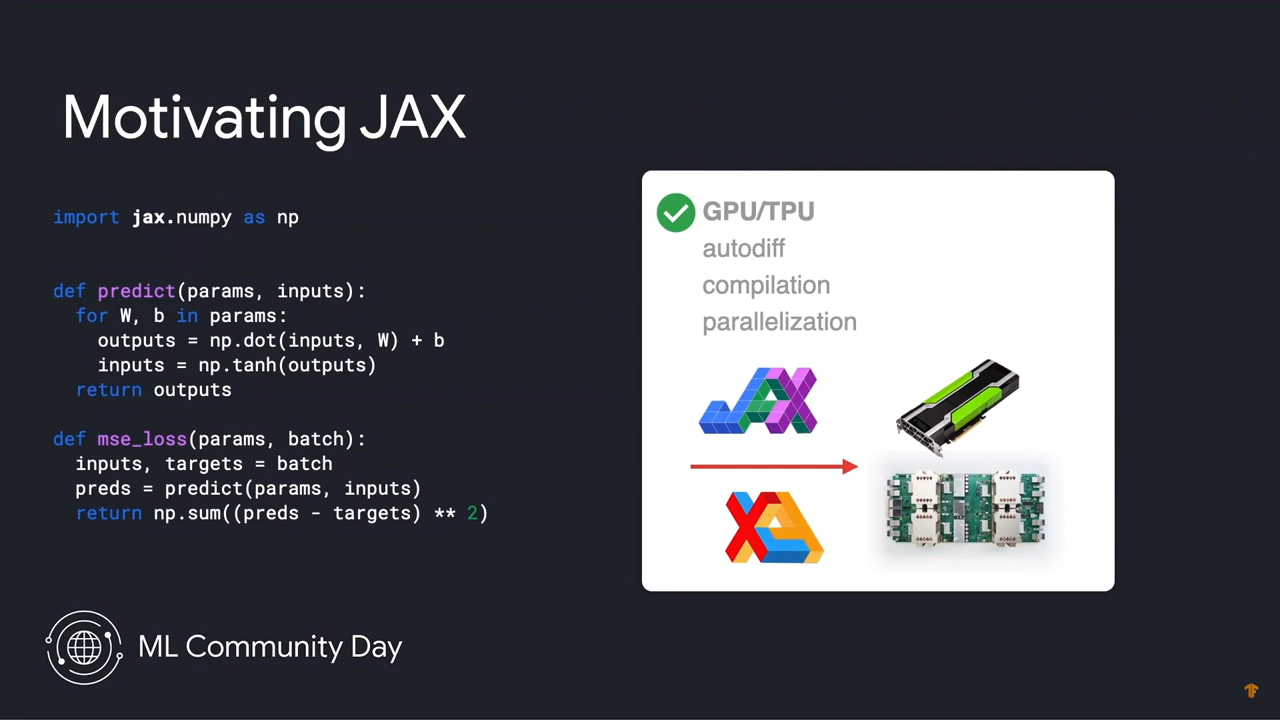 Motivating JAX
import jax.numpy as np
def predict(params, inputs):
  for W, b in params:
    outputs = np.dot(inputs, W) + b
    inputs = np.tanh(outputs)
  return outputs
def mse_loss(params, batch):
  inputs, targets = batch
  preds = predict(params, inputs)
  return np.sum((preds - targets) ** 2)
GPU/TPU
autodiff
compilation
parallelization
JAX
XLA
ML Community Day